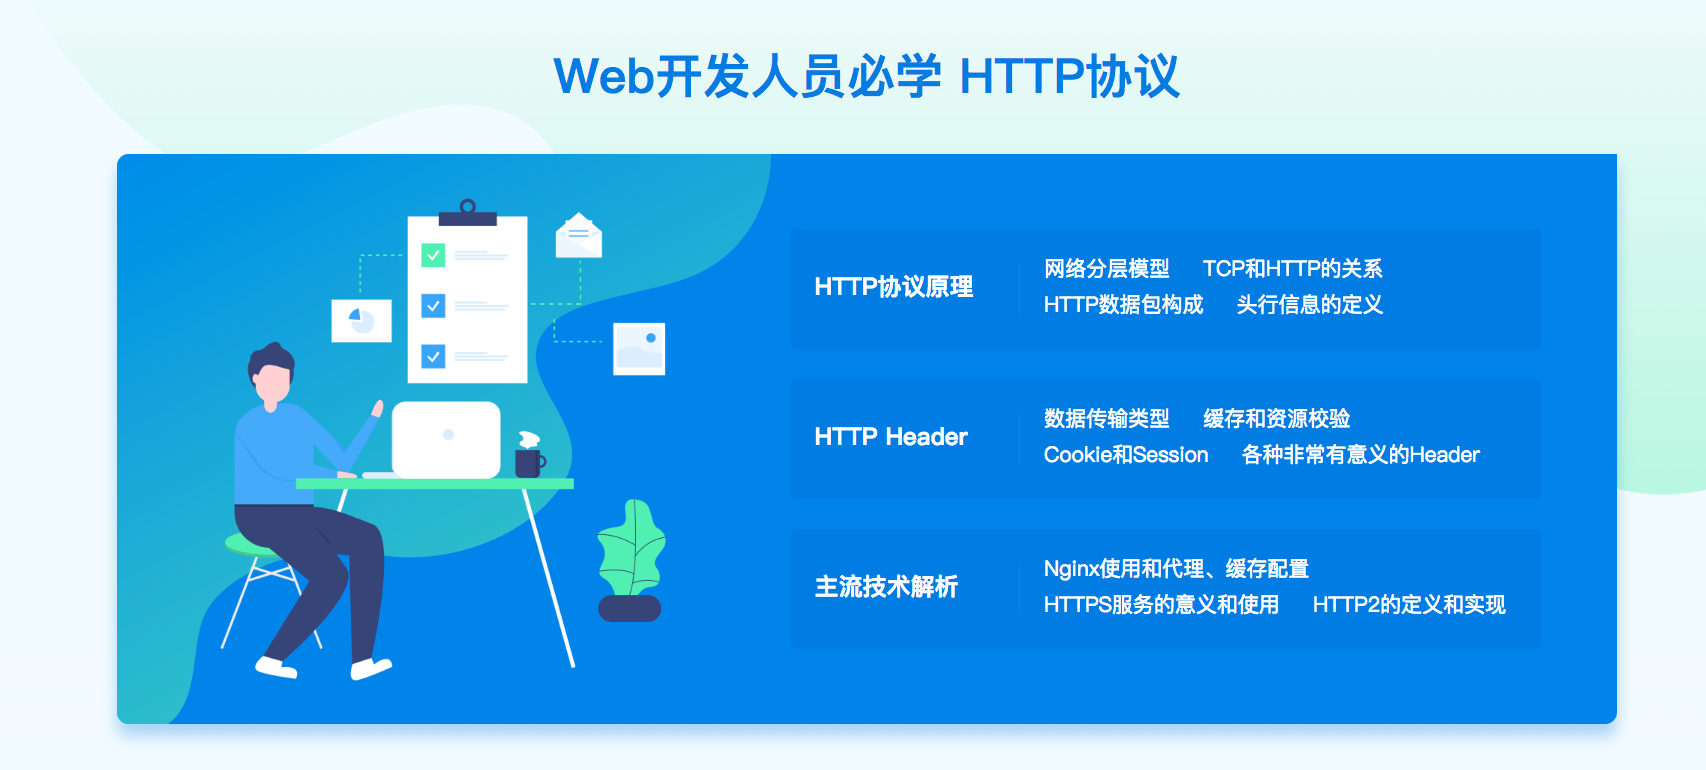 Web开发人员必学 HTTP协议
HTTP协议原理
网络分层模型 TCP和HTTP的关系
HTTP数据包构成 头行信息的定义
HTTP Header
数据传输类型 缓存和资源校验
Cookie和Session 各种非常有意义的Header
主流技术解析
Nginx使用和代理、缓存配置
HTTPS服务的意义和使用 HTTP2的定义和实现